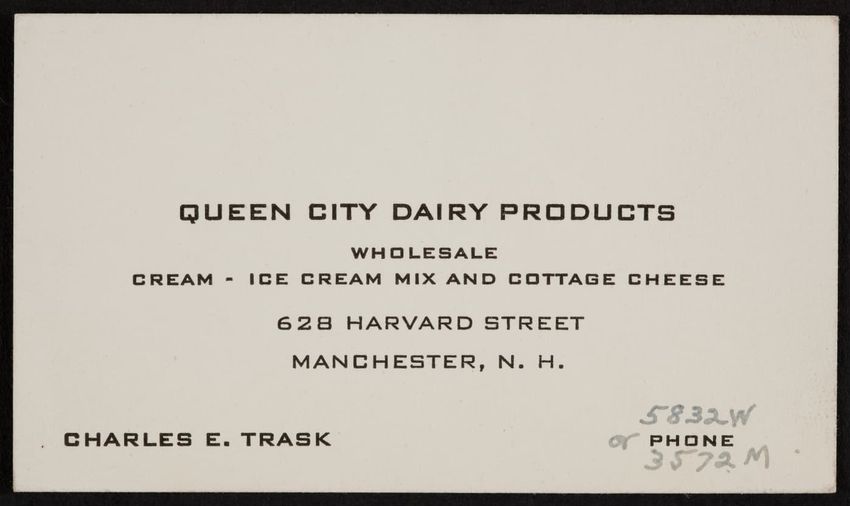 QUEEN CITY DAIRY PRODUCTS
WHOLESALE
CREAM - ICE CREAM MIX AND COTTAGE CHEESE
628 HARVARD STREET
MANCHESTER, N. H.
CHARLES E. TRASK
5832W
or PHONE
3572M